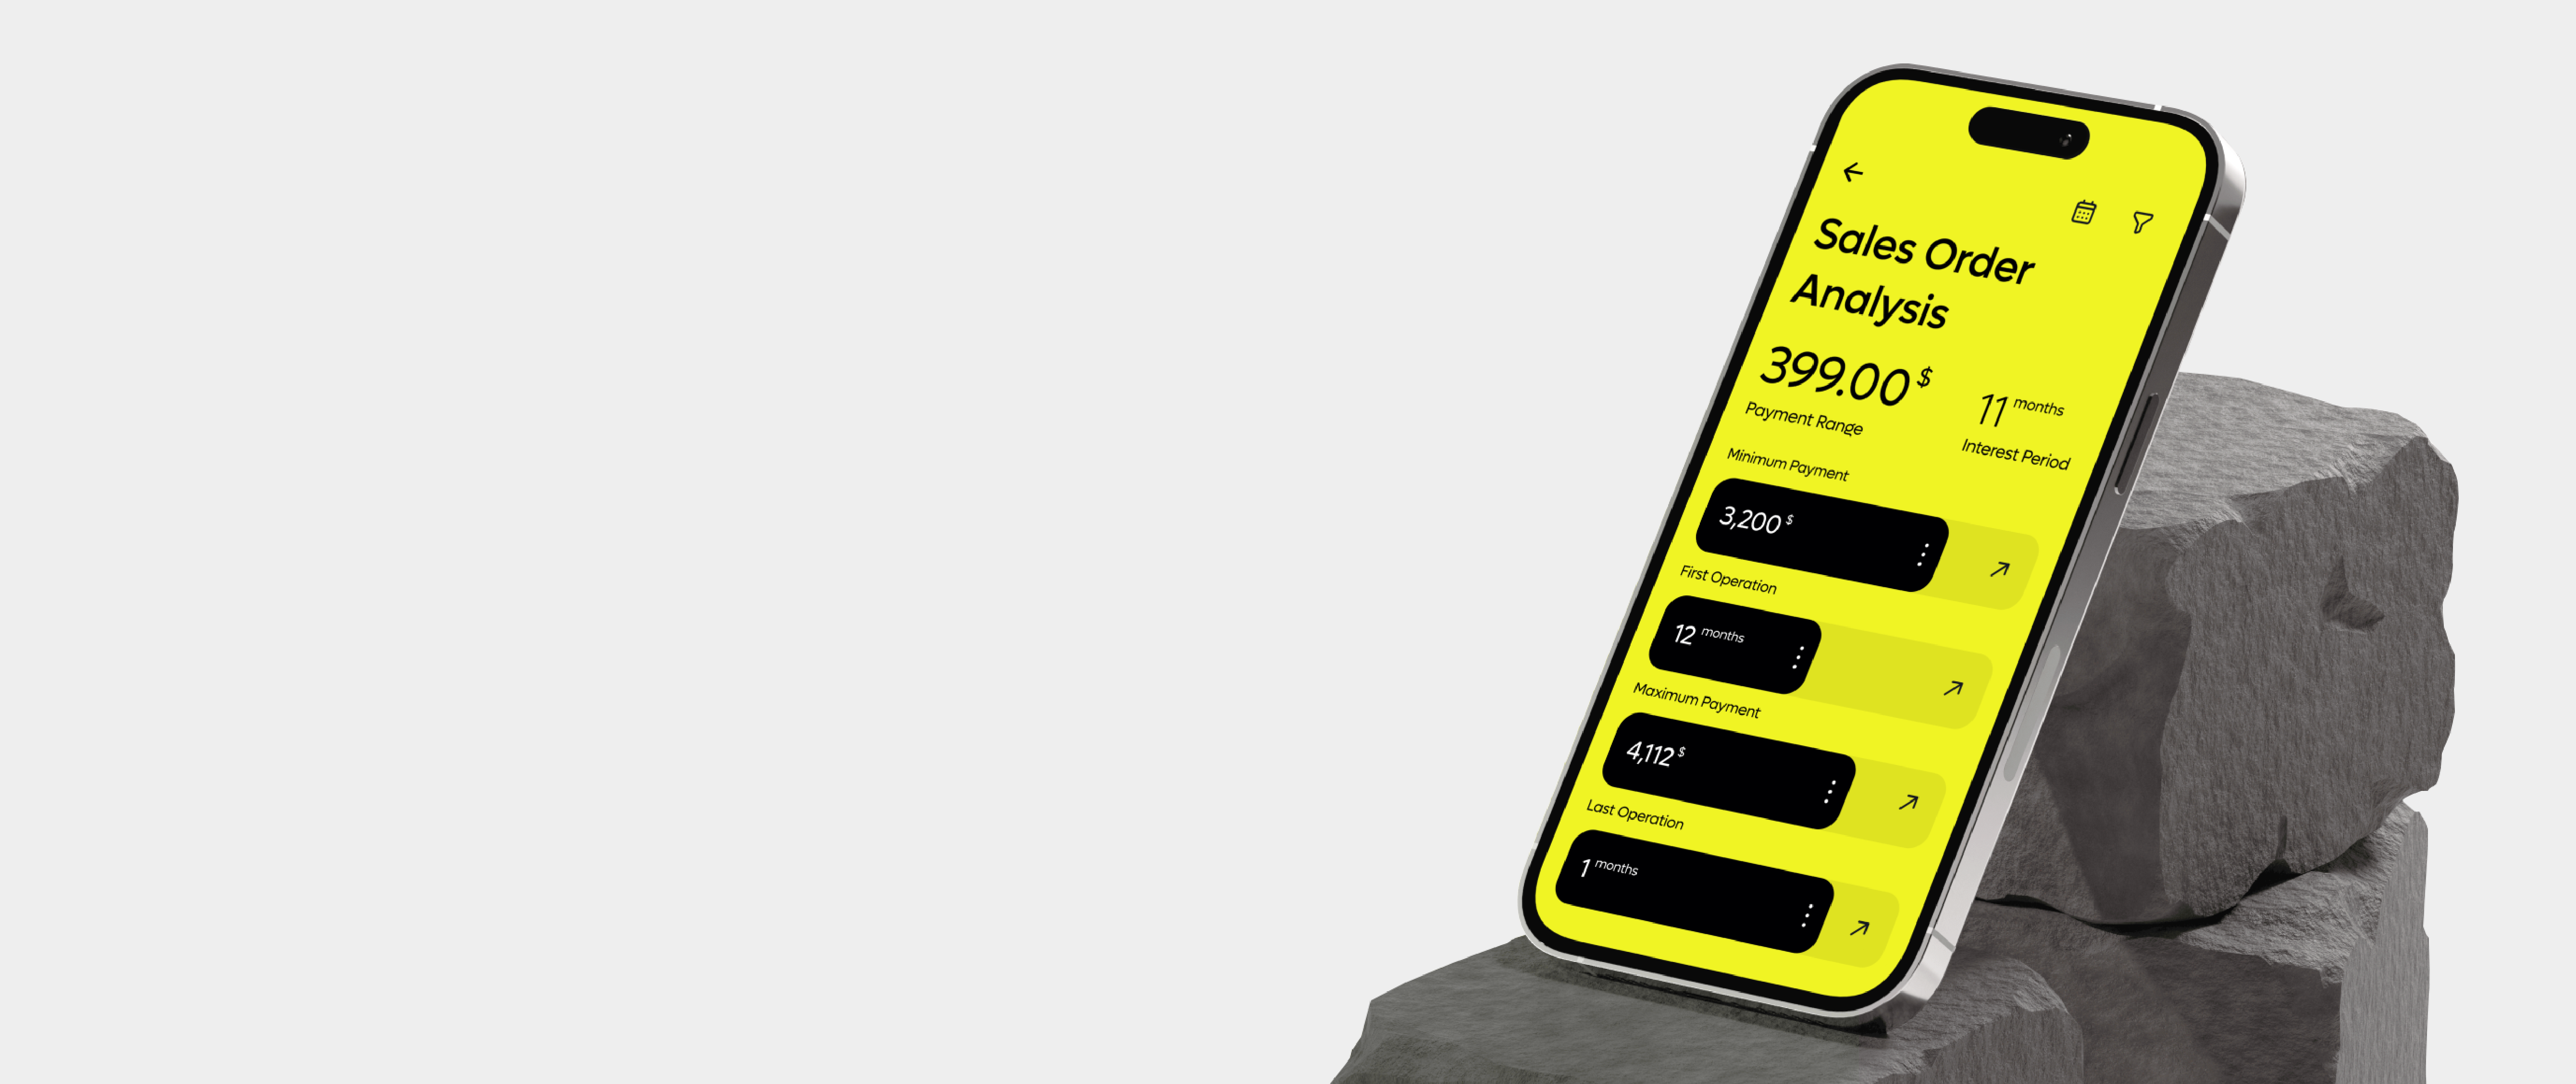 Sales Order
Analysis
399.00 $
Payment Range
11 months
Interest Period
Minimum Payment
3,200 $
First Operation
12 months
Maximum Payment
4,112 $
Last Operation
1 months